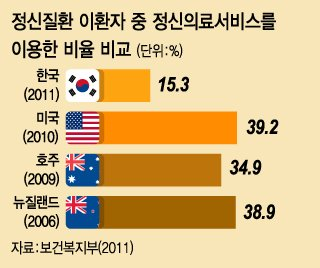 정신질환 이환자 중 정신의료서비스를
이용한 비율 비교 (단위:%)
한국
(2011)
15.3
미국
(2010)
39.2
호주
(2009)
34.9
뉴질랜드
(2006)
38.9
자료:보건복지부(2011)